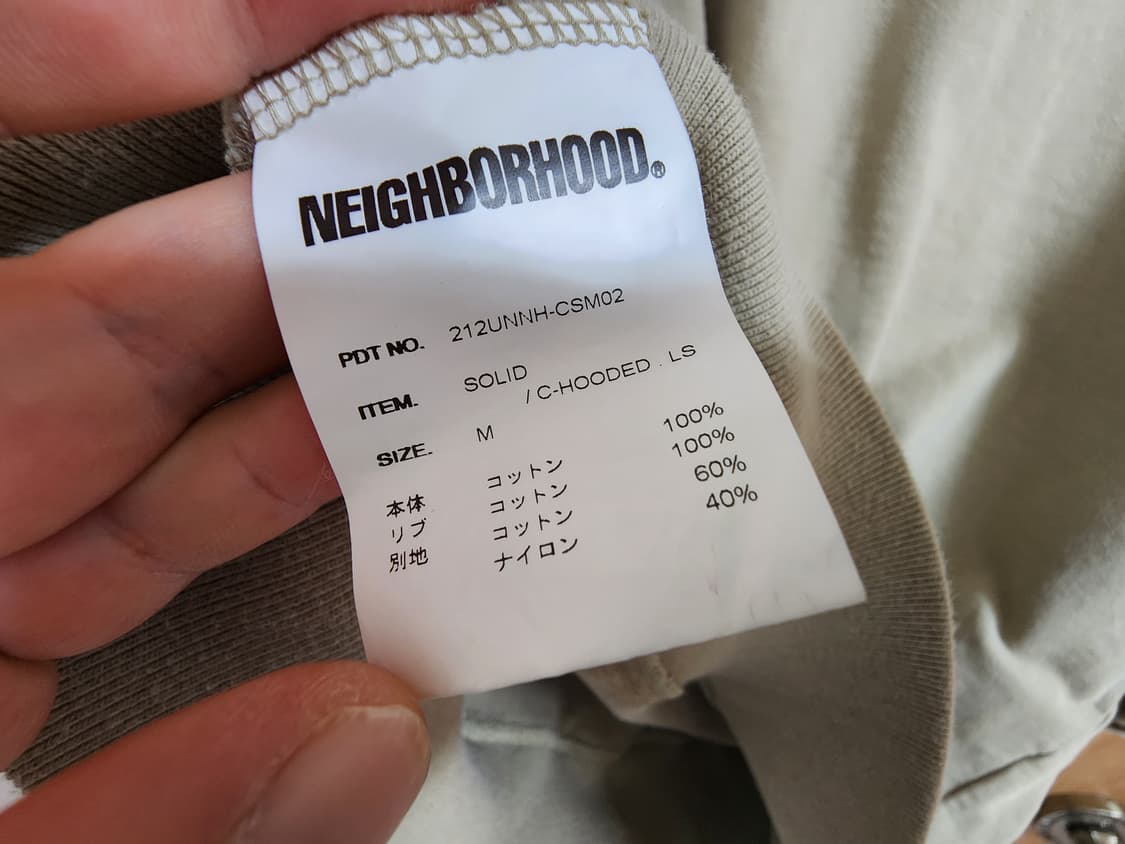 NEIGHBORHOOD®
PDT NO. 212UNNH-CSM02
ITEM. SOLID
/ C-HOODED . LS
SIZE. M
本体 コットン 100%
リブ コットン 100%
別地 コットン 60%
ナイロン 40%